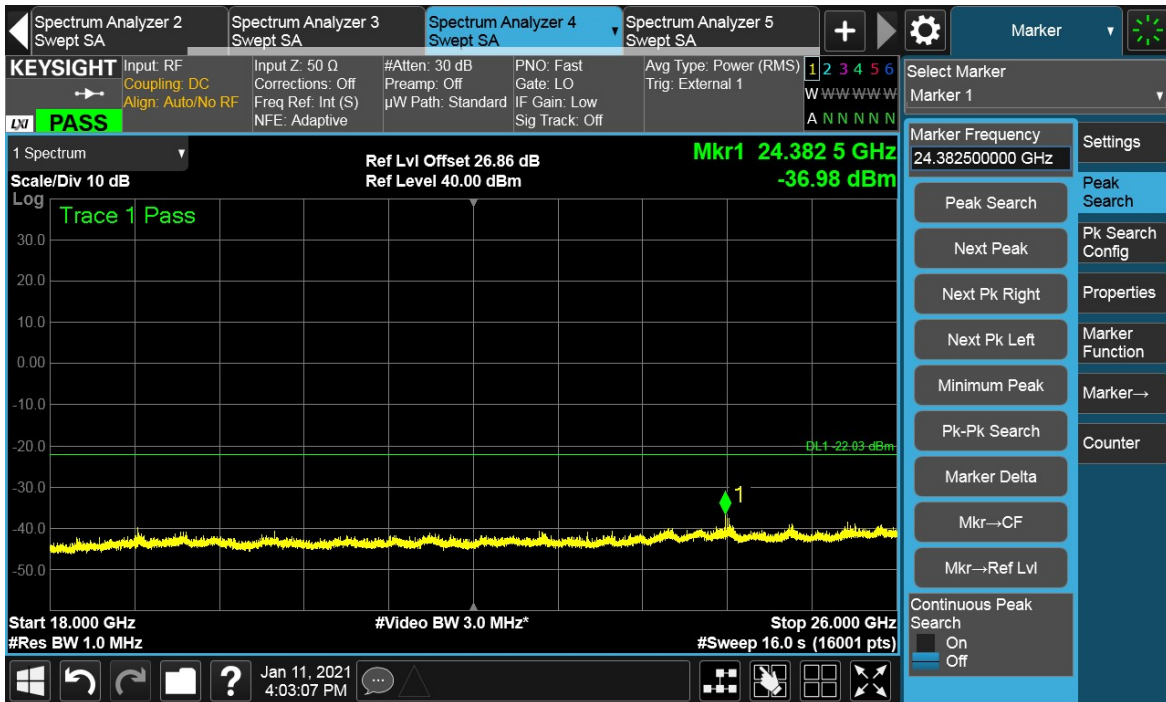 Spectrum Analyzer 2
Swept SA
Spectrum Analyzer 3
Swept SA
Spectrum Analyzer 4
Swept SA
Spectrum Analyzer 5
Swept SA
+
Marker
KEYSIGHT
LXI
PASS
Input: RF
Coupling: DC
Align: Auto/No RF
Input Z: 50 Ω
Corrections: Off
Freq Ref: Int (S)
NFE: Adaptive
#Atten: 30 dB
Preamp: Off
µW Path: Standard
PNO: Fast
Gate: LO
IF Gain: Low
Sig Track: Off
Avg Type: Power (RMS)
Trig: External 1
1 2 3 4 5 6
W W W W W W
A N N N N N
Select Marker
Marker 1
1 Spectrum
Scale/Div 10 dB
Ref Lvl Offset 26.86 dB
Ref Level 40.00 dBm
Mkr1 24.382 5 GHz
-36.98 dBm
Log
Trace 1 Pass
30.0
20.0
10.0
0.00
-10.0
-20.0
-30.0
-40.0
-50.0
DL1 -22.03 dBm
1
Start 18.000 GHz
#Res BW 1.0 MHz
#Video BW 3.0 MHz*
Stop 26.000 GHz
#Sweep 16.0 s (16001 pts)
Marker Frequency
24.382500000 GHz
Peak Search
Next Peak
Next Pk Right
Next Pk Left
Minimum Peak
Pk-Pk Search
Marker Delta
Mkr→CF
Mkr→Ref Lvl
Continuous Peak
Search
On
Off
Settings
Peak
Search
Pk Search
Config
Properties
Marker
Function
Marker→
Counter
?
Jan 11, 2021
4:03:07 PM